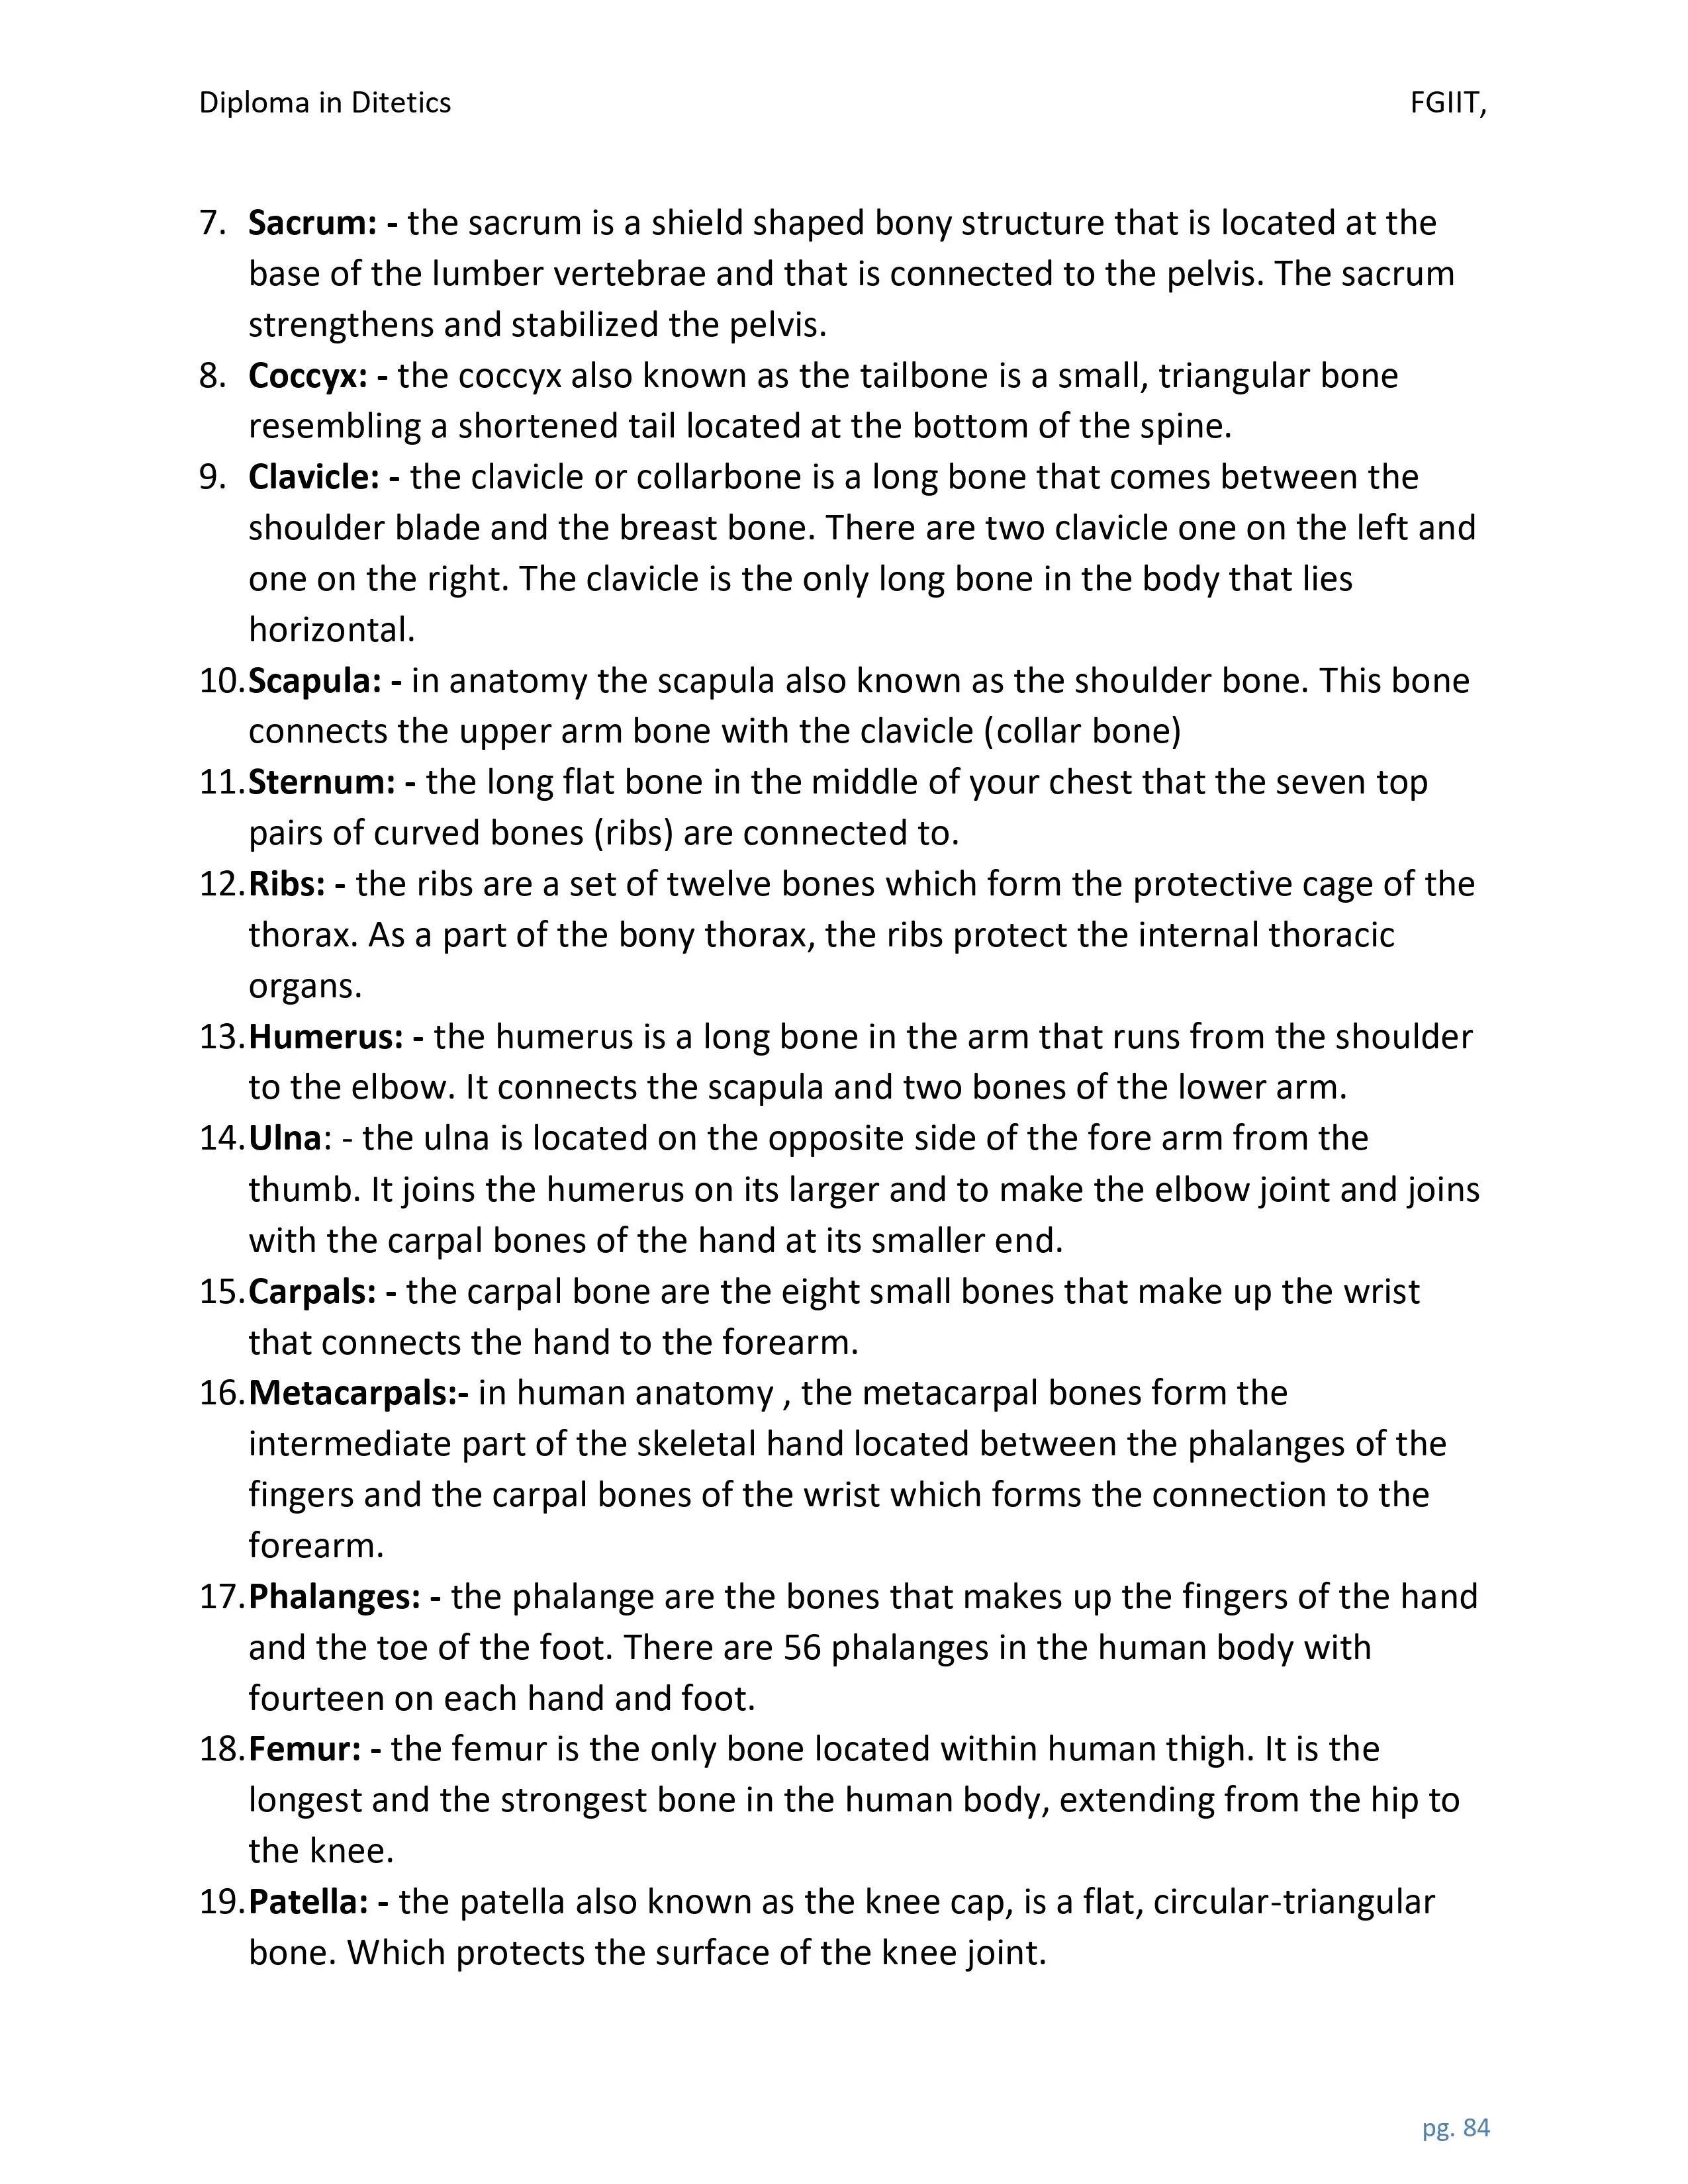 Diploma in Ditetics FGIIT,
7. Sacrum: - the sacrum is a shield shaped bony structure that is located at the
base of the lumber vertebrae and that is connected to the pelvis. The sacrum
strengthens and stabilized the pelvis.
8. Coccyx: - the coccyx also known as the tailbone is a small, triangular bone
resembling a shortened tail located at the bottom of the spine.
9. Clavicle: - the clavicle or collarbone is a long bone that comes between the
shoulder blade and the breast bone. There are two clavicle one on the left and
one on the right. The clavicle is the only long bone in the body that lies
horizontal.
10. Scapula: - in anatomy the scapula also known as the shoulder bone. This bone
connects the upper arm bone with the clavicle (collar bone)
11. Sternum: - the long flat bone in the middle of your chest that the seven top
pairs of curved bones (ribs) are connected to.
12. Ribs: - the ribs are a set of twelve bones which form the protective cage of the
thorax. As a part of the bony thorax, the ribs protect the internal thoracic
organs.
13. Humerus: - the humerus is a long bone in the arm that runs from the shoulder
to the elbow. It connects the scapula and two bones of the lower arm.
14. Ulna: - the ulna is located on the opposite side of the fore arm from the
thumb. It joins the humerus on its larger and to make the elbow joint and joins
with the carpal bones of the hand at its smaller end.
15. Carpals: - the carpal bone are the eight small bones that make up the wrist
that connects the hand to the forearm.
16. Metacarpals:- in human anatomy , the metacarpal bones form the
intermediate part of the skeletal hand located between the phalanges of the
fingers and the carpal bones of the wrist which forms the connection to the
forearm.
17. Phalanges: - the phalange are the bones that makes up the fingers of the hand
and the toe of the foot. There are 56 phalanges in the human body with
fourteen on each hand and foot.
18. Femur: - the femur is the only bone located within human thigh. It is the
longest and the strongest bone in the human body, extending from the hip to
the knee.
19. Patella: - the patella also known as the knee cap, is a flat, circular-triangular
bone. Which protects the surface of the knee joint.
pg. 84